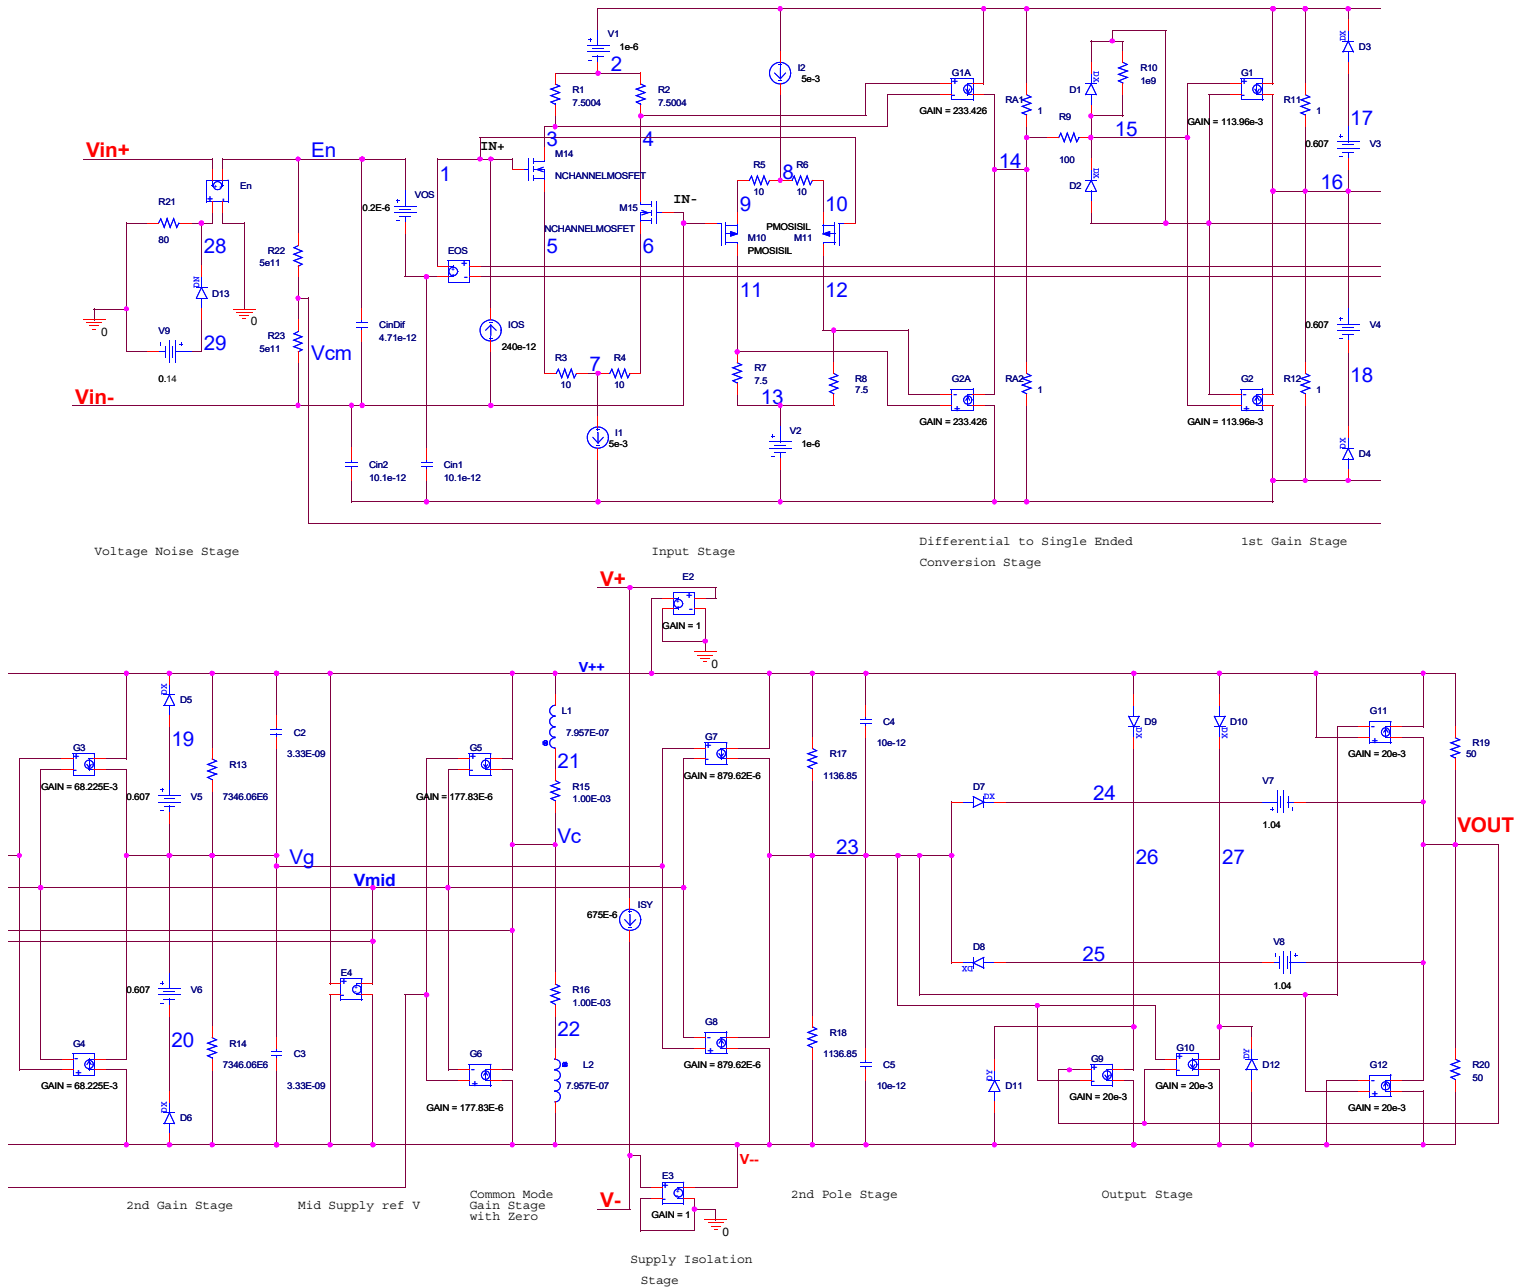 V1
1e-6
2
R1
7.5004
R2
7.5004
I2
5e-3
G1A
GAIN = 233.426
RA1
1
DX
D1
R10
1e9
G1
GAIN = 113.96e-3
R11
1
DX
D3
17
0.607
V3
3
4
IN+
M14
NCHANNELMOSFET
14
R9
100
15
D2
DX
16
Vin+
En
En
1
VOS
0.2E-6
R5
10
8
R6
10
9
10
M15
IN-
NCHANNELMOSFET
PMOSISIL
M10
M11
PMOSISIL
R21
80
28
R22
5e11
5
6
EOS
DN
D13
11
12
0
0
V9
29
0.14
R23
5e11
Vcm
CinDif
4.71e-12
IOS
240e-12
0.607
V4
R3
10
7
R4
10
R7
7.5
R8
7.5
13
G2A
GAIN = 233.426
RA2
1
G2
GAIN = 113.96e-3
R12
1
18
Vin-
I1
5e-3
V2
1e-6
DX
D4
Cin2
10.1e-12
Cin1
10.1e-12
Voltage Noise Stage
Input Stage
Differential to Single Ended
Conversion Stage
1st Gain Stage
V+
E2
GAIN = 1
0
V++
DX
D5
19
G3
GAIN = 68.225E-3
0.607
V5
R13
7346.06E6
C2
3.33E-09
L1
7.957E-07
21
G5
GAIN = 177.83E-6
R15
1.00E-03
G7
GAIN = 879.62E-6
R17
1136.85
C4
10e-12
D9
DX
D10
DX
G11
GAIN = 20e-3
R19
50
D7
DX
24
V7
1.04
Vg
Vc
23
26
27
VOUT
Vmid
ISY
675E-6
0.607
V6
20
E4
R16
1.00E-03
22
D8
DX
25
V8
1.04
G4
GAIN = 68.225E-3
R14
7346.06E6
C3
3.33E-09
G6
GAIN = 177.83E-6
L2
7.957E-07
G8
GAIN = 879.62E-6
R18
1136.85
C5
10e-12
DX
D6
DY
D11
G9
GAIN = 20e-3
G10
GAIN = 20e-3
DY
D12
G12
GAIN = 20e-3
R20
50
V--
E3
GAIN = 1
V-
0
2nd Gain Stage
Mid Supply ref V
Common Mode
Gain Stage
with Zero
2nd Pole Stage
Output Stage
Supply Isolation
Stage